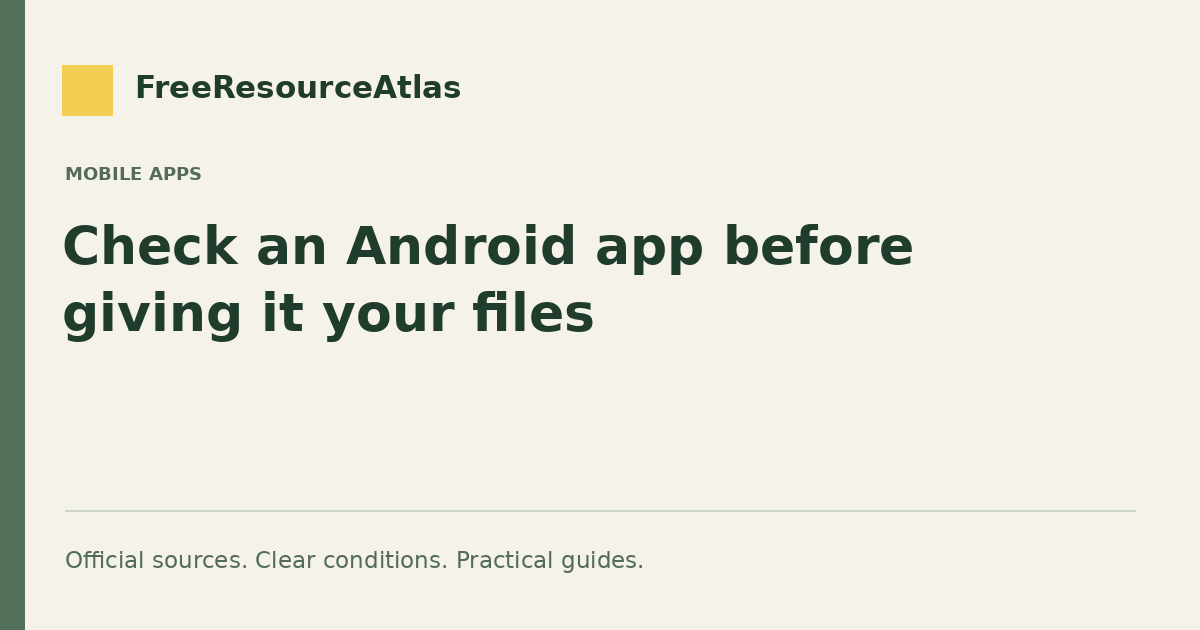 FreeResourceAtlas
MOBILE APPS
Check an Android app before
giving it your files
Official sources. Clear conditions. Practical guides.